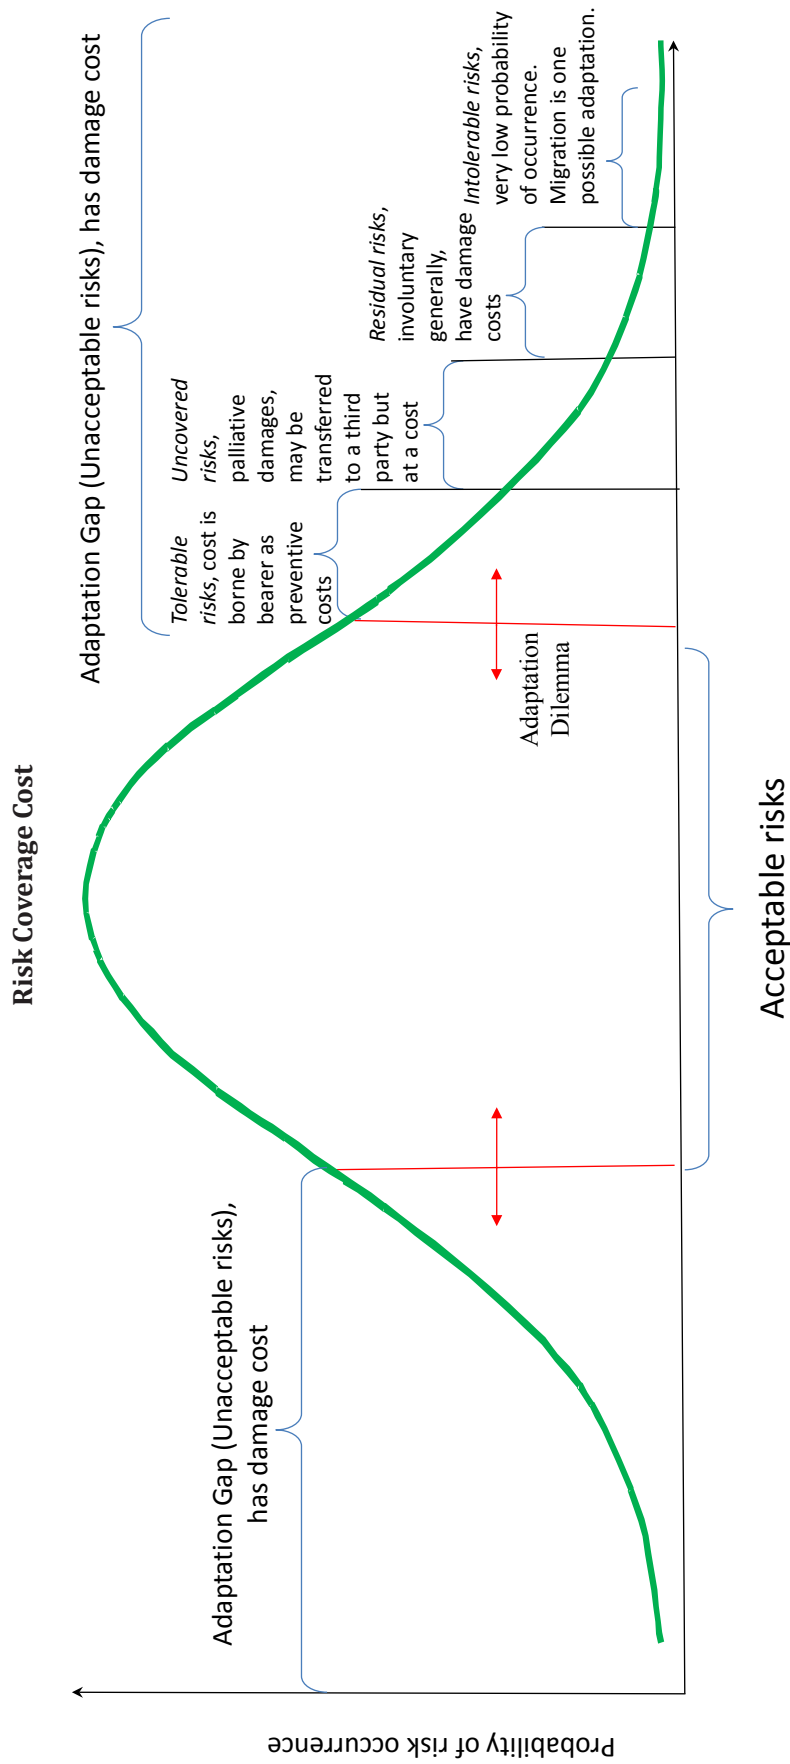 Risk Coverage Cost
Probability of risk occurrence
Adaptation Gap (Unacceptable risks),
has damage cost
Adaptation Gap (Unacceptable risks), has damage cost
Tolerable
risks, cost is
borne by
bearer as
preventive
costs
Uncovered
risks,
palliative
damages,
may be
transferred
to a third
party but
at a cost
Residual risks,
involuntary
generally,
have damage
costs
Intolerable risks,
very low probability
of occurrence.
Migration is one
possible adaptation.
Adaptation
Dilemma
Acceptable risks